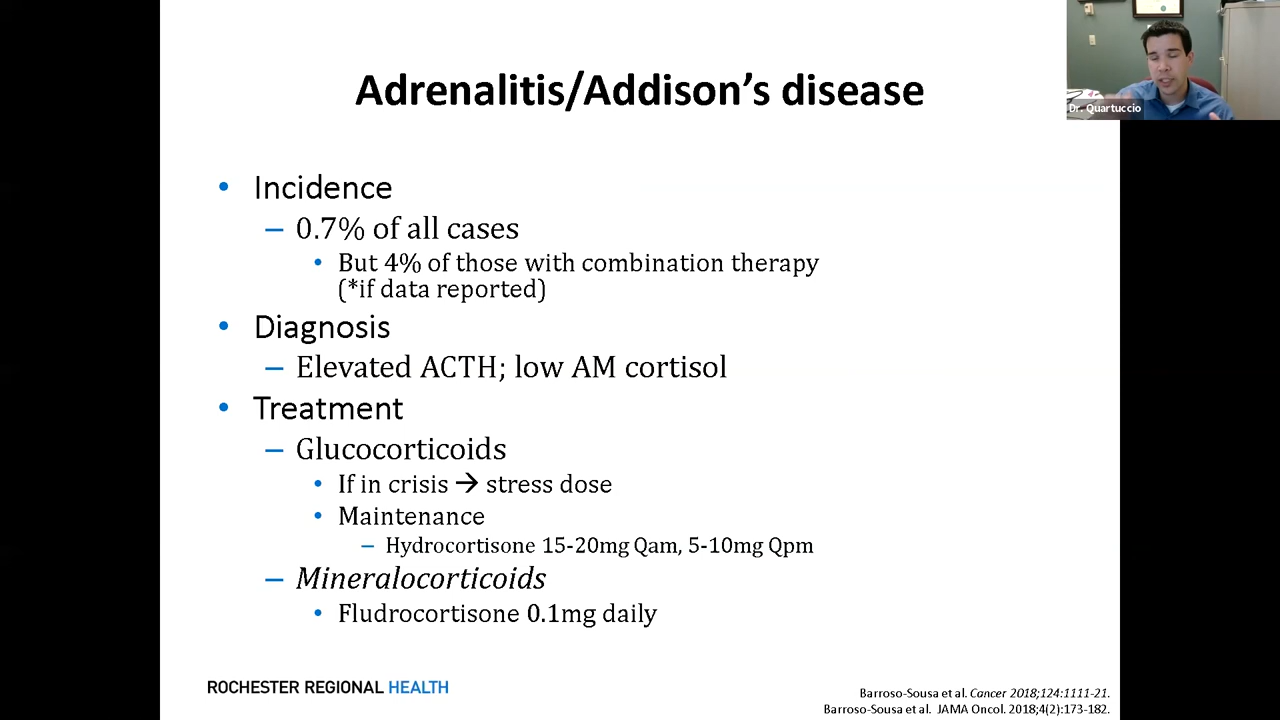 Adrenalitis/Addison's disease
Dr. Quartuccio
• Incidence
– 0.7% of all cases
• But 4% of those with combination therapy
(*if data reported)
• Diagnosis
– Elevated ACTH; low AM cortisol
• Treatment
– Glucocorticoids
• If in crisis → stress dose
• Maintenance
– Hydrocortisone 15-20mg Qam, 5-10mg Qpm
– Mineralocorticoids
• Fludrocortisone 0.1mg daily
ROCHESTER REGIONAL HEALTH
Barroso-Sousa et al. Cancer 2018;124:1111-21.
Barroso-Sousa et al. JAMA Oncol. 2018;4(2):173-182.